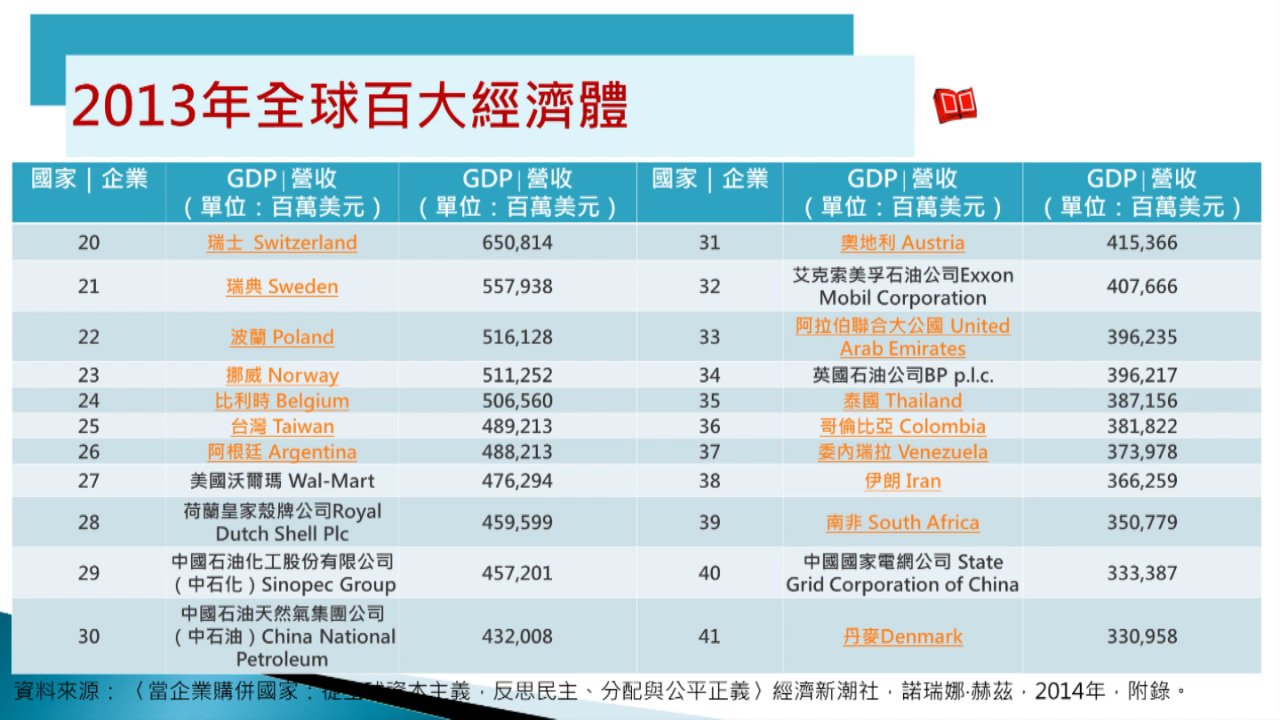 2013年全球百大經濟體
國家｜企業 GDP|營收 GDP|營收 國家｜企業 GDP|營收 GDP|營收
（單位：百萬美元） （單位：百萬美元） （單位：百萬美元） （單位：百萬美元）
20 瑞士 Switzerland 650,814 31 奧地利 Austria 415,366
21 瑞典 Sweden 557,938 32 艾克索美孚石油公司Exxon
Mobil Corporation 407,666
22 波蘭 Poland 516,128 33 阿拉伯聯合大公國 United
Arab Emirates 396,235
23 挪威 Norway 511,252 34 英國石油公司BP p.l.c. 396,217
24 比利時 Belgium 506,560 35 泰國 Thailand 387,156
25 台灣 Taiwan 489,213 36 哥倫比亞 Colombia 381,822
26 阿根廷 Argentina 488,213 37 委內瑞拉 Venezuela 373,978
27 美國沃爾瑪 Wal-Mart 476,294 38 伊朗 Iran 366,259
28 荷蘭皇家殼牌公司Royal
Dutch Shell Plc 459,599 39 南非 South Africa 350,779
29 中國石油化工股份有限公司
（中石化）Sinopec Group 457,201 40 中國國家電網公司 State
Grid Corporation of China 333,387
30 中國石油天然氣集團公司
（中石油）China National
Petroleum 432,008 41 丹麥Denmark 330,958
資料來源：〈當企業購併國家：從全球資本主義，反思民主、分配與公平正義〉經濟新潮社，諾瑞娜‧赫茲，2014年，附錄。